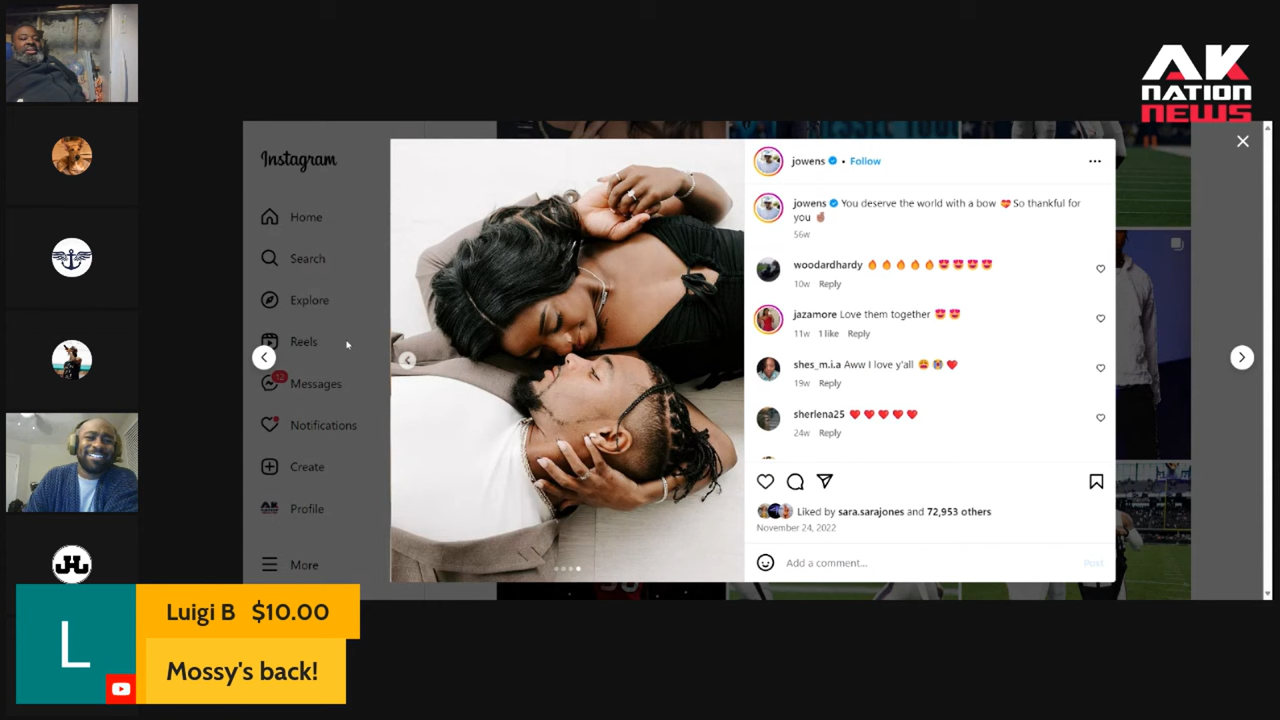 AK
NATION
NEWS
Instagram
Home
Search
Explore
Reels
12
Messages
Notifications
Create
AK
Profile
More
jowens • Follow
jowens You deserve the world with a bow 💝 So thankful for
you 🫰🏽
56w
woodardhardy 🔥🔥🔥🔥🔥😍😍😍😍
10w Reply
jazamore Love them together 😍😍
11w 1 like Reply
shes_m.i.a Aww I love y'all 😩😭❤️
19w Reply
sherlena25 ❤️❤️❤️❤️❤️
24w Reply
Liked by sara.sarajones and 72,953 others
November 24, 2022
Add a comment...
Post
L
Luigi B $10.00
Mossy's back!